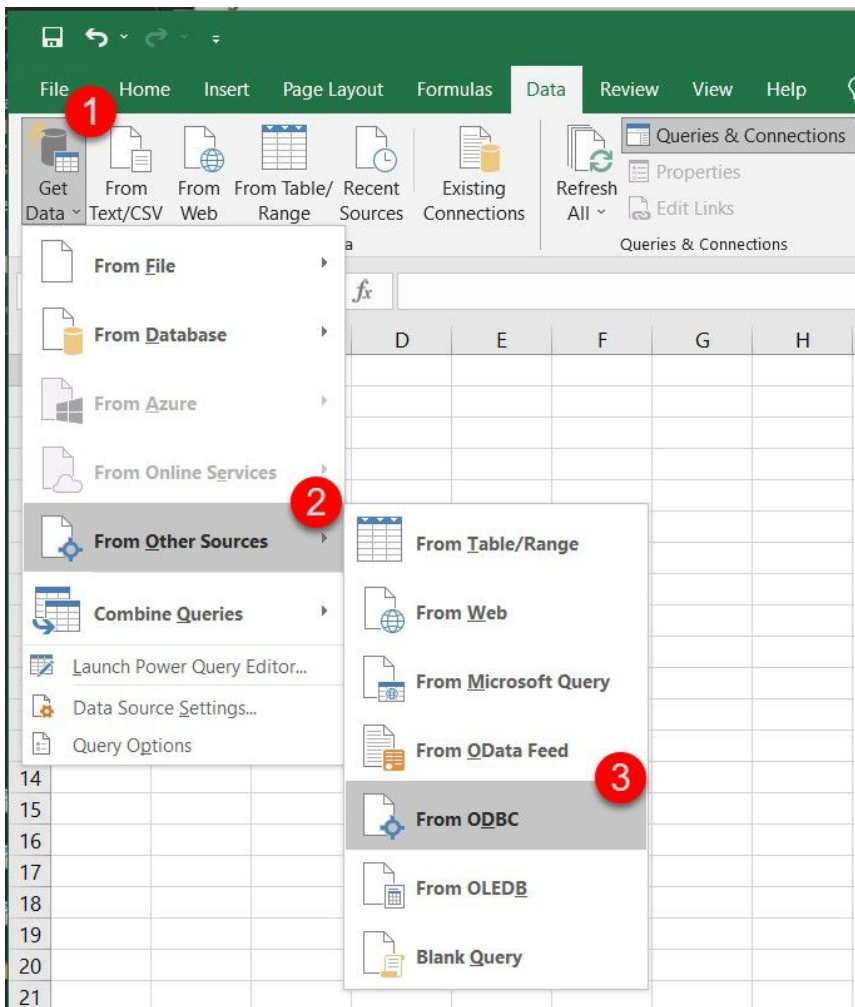 File Home Insert Page Layout Formulas Data Review View Help
1
Get Data From Text/CSV From Web From Table/ Range Recent Sources Existing Connections Refresh All Queries & Connections
Properties
Edit Links
a Queries & Connections
From File
fx
From Database
D E F G H
From Azure
From Online Services
2
From Other Sources
From Table/Range
Combine Queries
From Web
Launch Power Query Editor...
From Microsoft Query
Data Source Settings...
Query Options
From OData Feed
3
14
15
From ODBC
16
17
From OLEDB
18
19
Blank Query
20
21